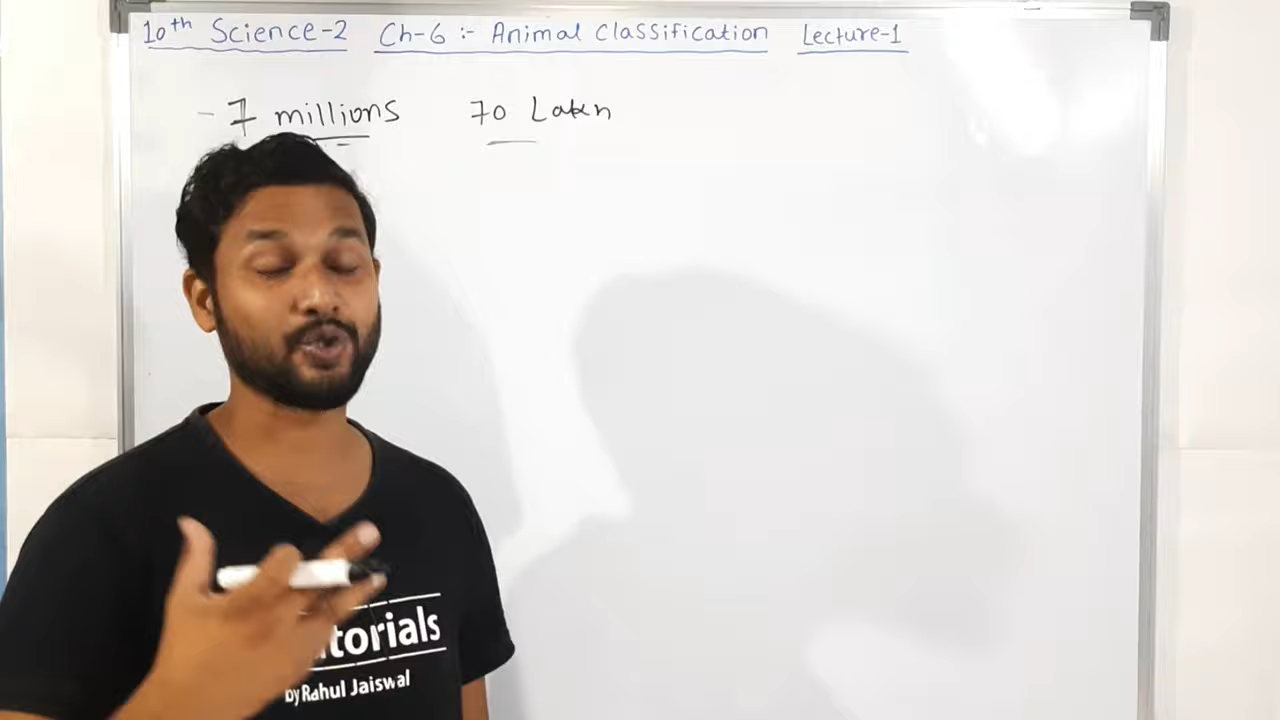 10th Science-2 Ch-6 :- Animal Classification Lecture-1
- 7 millions 70 Lakh
torials
by Rahul Jaiswal